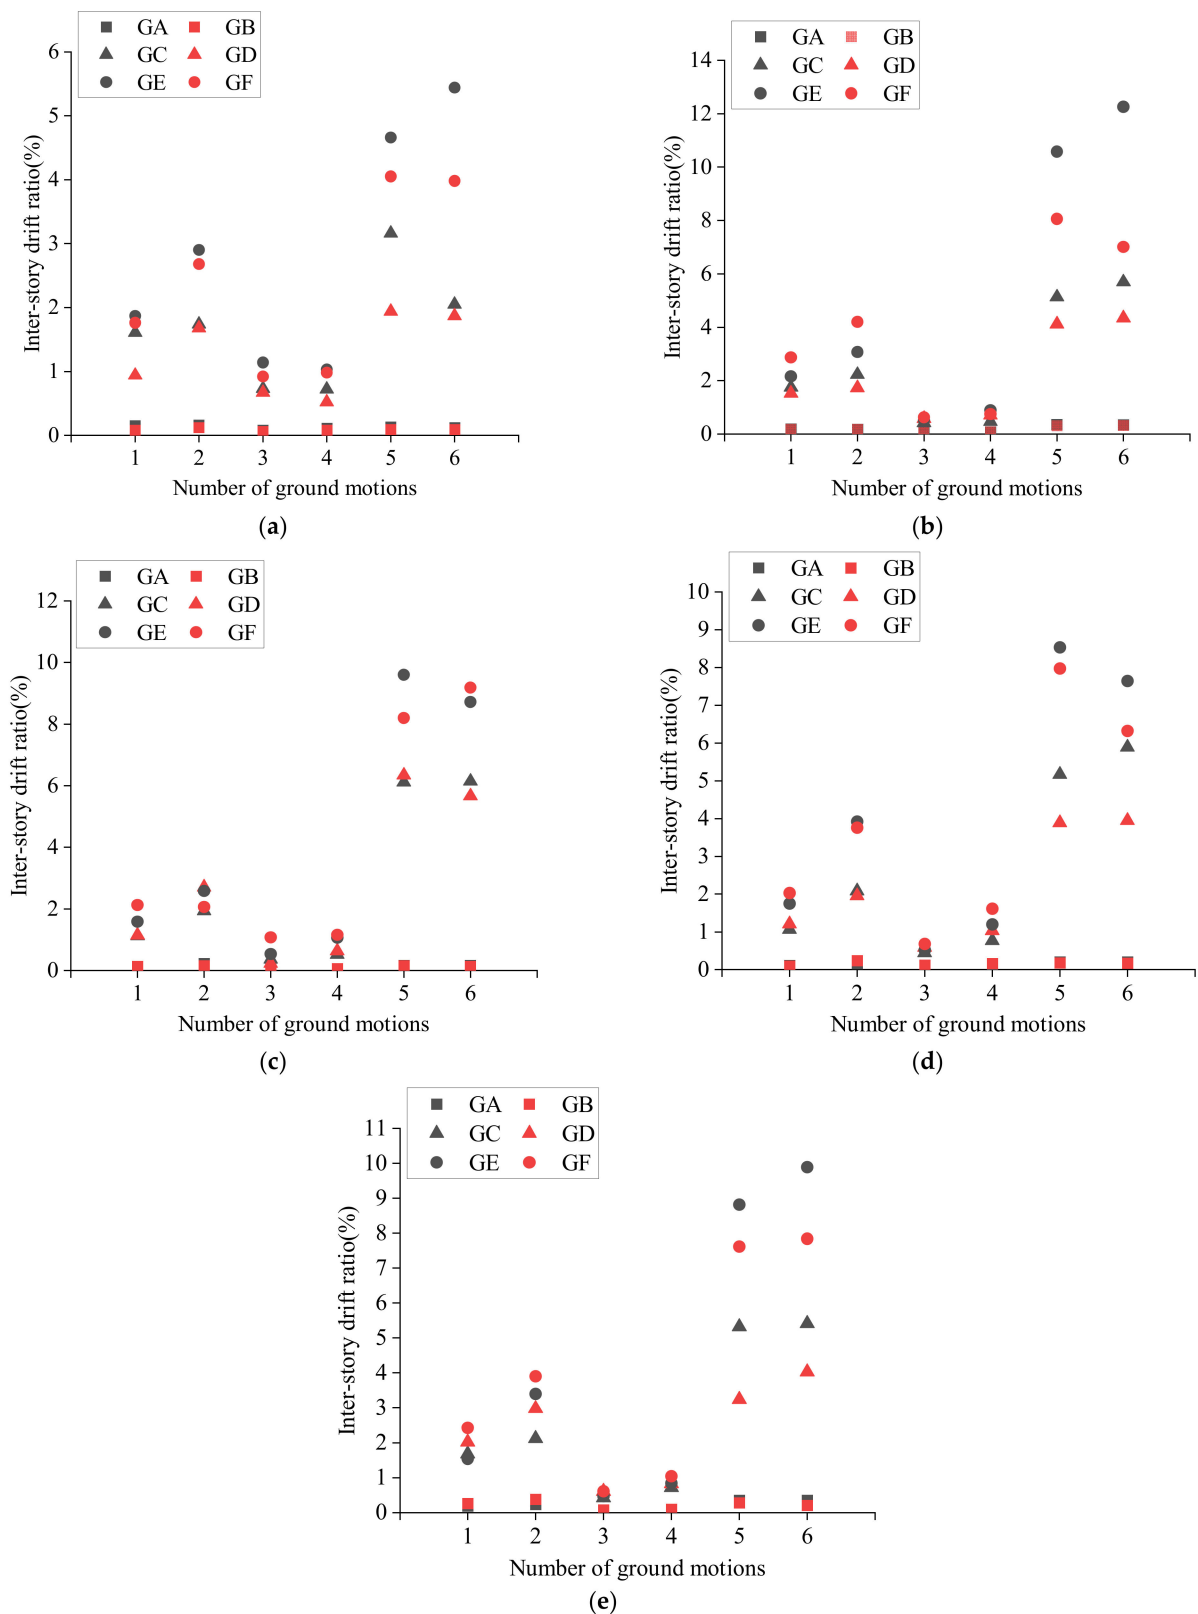 GA GB
GC GD
GE GF
6
5
4
3
2
1
0
Inter-story drift ratio(%)
1 2 3 4 5 6
Number of ground motions
(a)
GA GB
GC GD
GE GF
14
12
10
8
6
4
2
0
Inter-story drift ratio(%)
1 2 3 4 5 6
Number of ground motions
(b)
GA GB
GC GD
GE GF
12
10
8
6
4
2
0
Inter-story drift ratio(%)
1 2 3 4 5 6
Number of ground motions
(c)
GA GB
GC GD
GE GF
10
9
8
7
6
5
4
3
2
1
0
Inter-story drift ratio(%)
1 2 3 4 5 6
Number of ground motions
(d)
GA GB
GC GD
GE GF
11
10
9
8
7
6
5
4
3
2
1
0
Inter-story drift ratio(%)
1 2 3 4 5 6
Number of ground motions
(e)